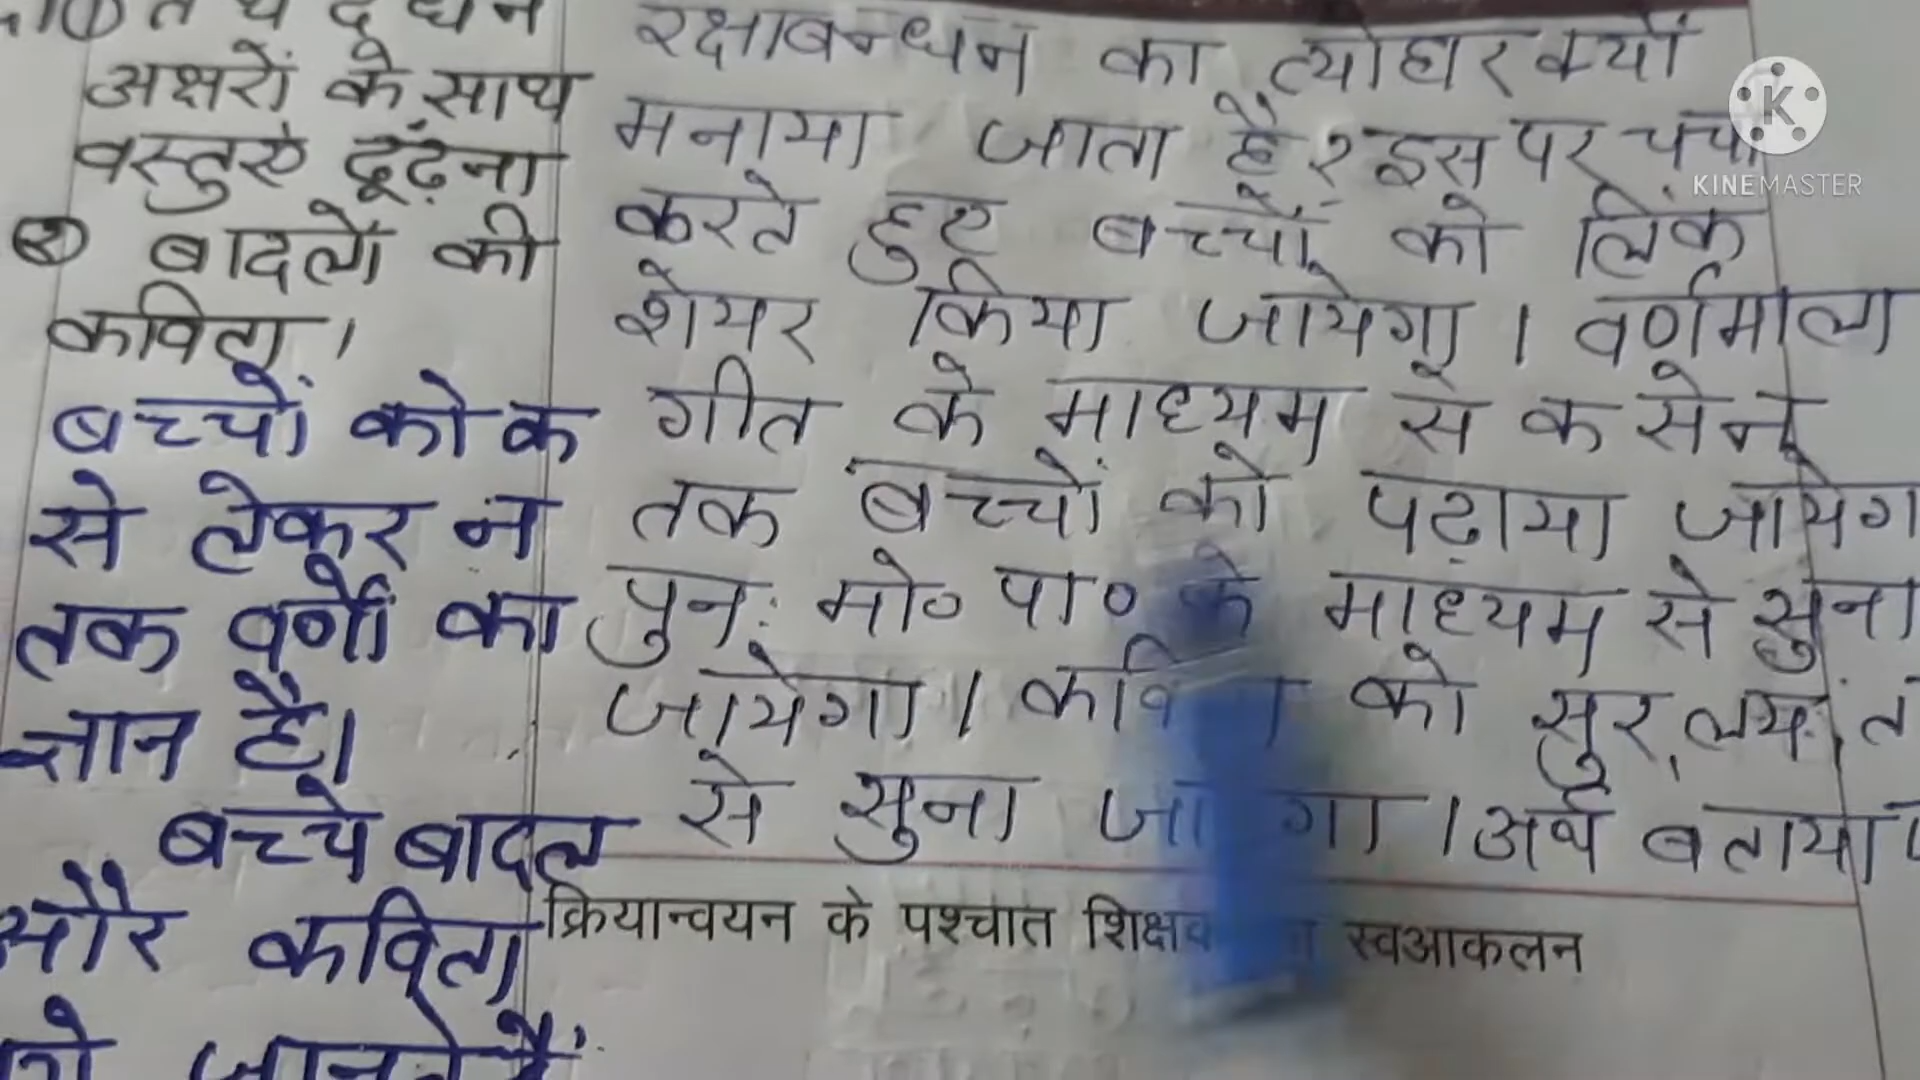 त थ द ध न
अक्षरों के साथ
वस्तुएं ढूंढ़ना
② बादलों की
कविता।
बच्चों को क
से लेकर न
तक वर्णों का
ज्ञान है।
बच्चे बादल
और कविता
जानते हैं
रक्षाबन्धन का त्योहार क्यों
मनाया जाता है? इस पर चर्चा
करते हुए बच्चों को लिंक
शेयर किया जायेगा। वर्णमाला
गीत के माध्यम से क से न
तक बच्चों को पढ़ाया जायेग
पुनः मो० पा० के माध्यम से सुना
जायेगा। को सुर, लय,
से सुना । अर्थ बताया
क्रियान्वयन के पश्चात स्वआकलन
KINEMASTER